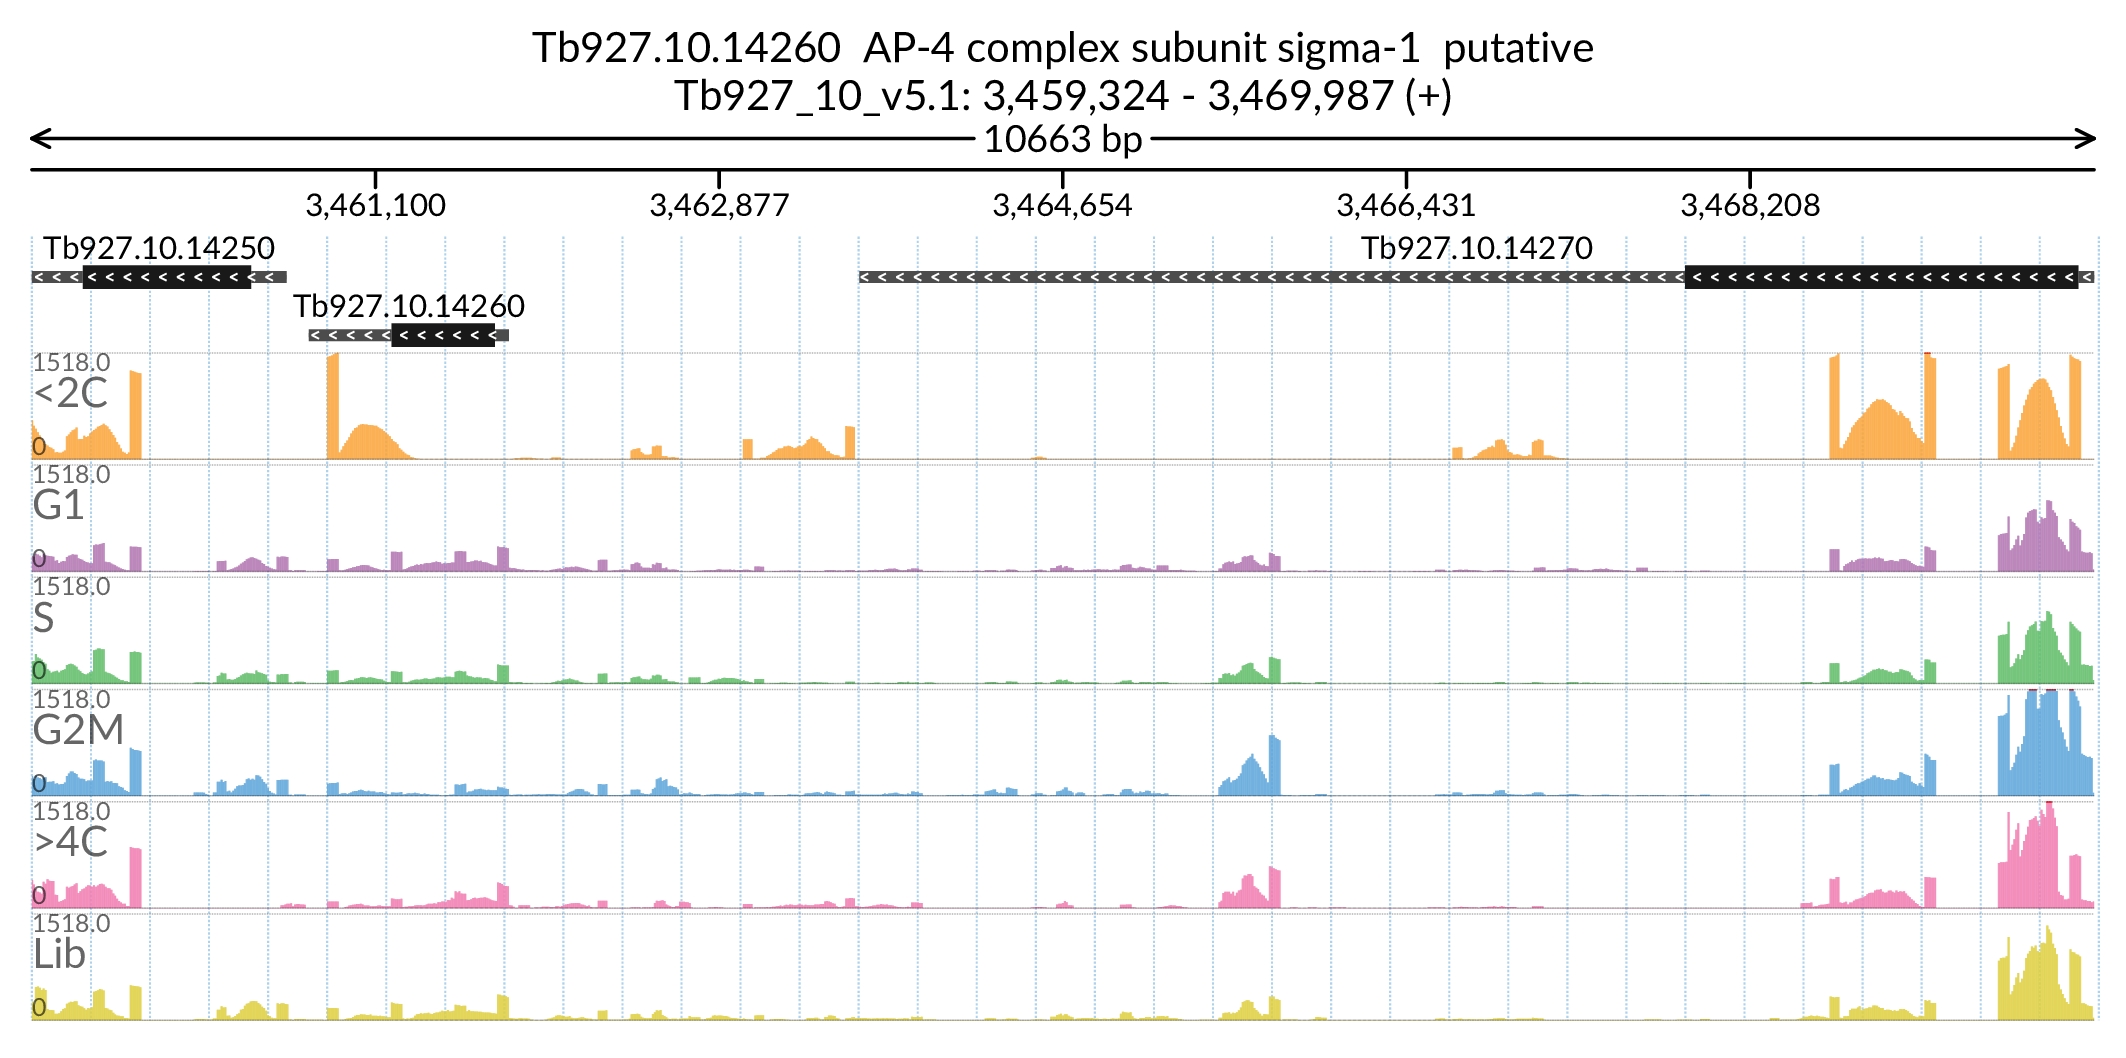 Tb927.10.14260  AP-4 complex subunit sigma-1  putative
Tb927_10_v5.1: 3,459,324 - 3,469,987 (+)
10663 bp
3,461,100 3,462,877 3,464,654 3,466,431 3,468,208
Tb927.10.14250 Tb927.10.14270
Tb927.10.14260
1518.0
<2C
0
1518.0
G1
0
1518.0
S
0
1518.0
G2M
0
1518.0
>4C
0
1518.0
Lib
0